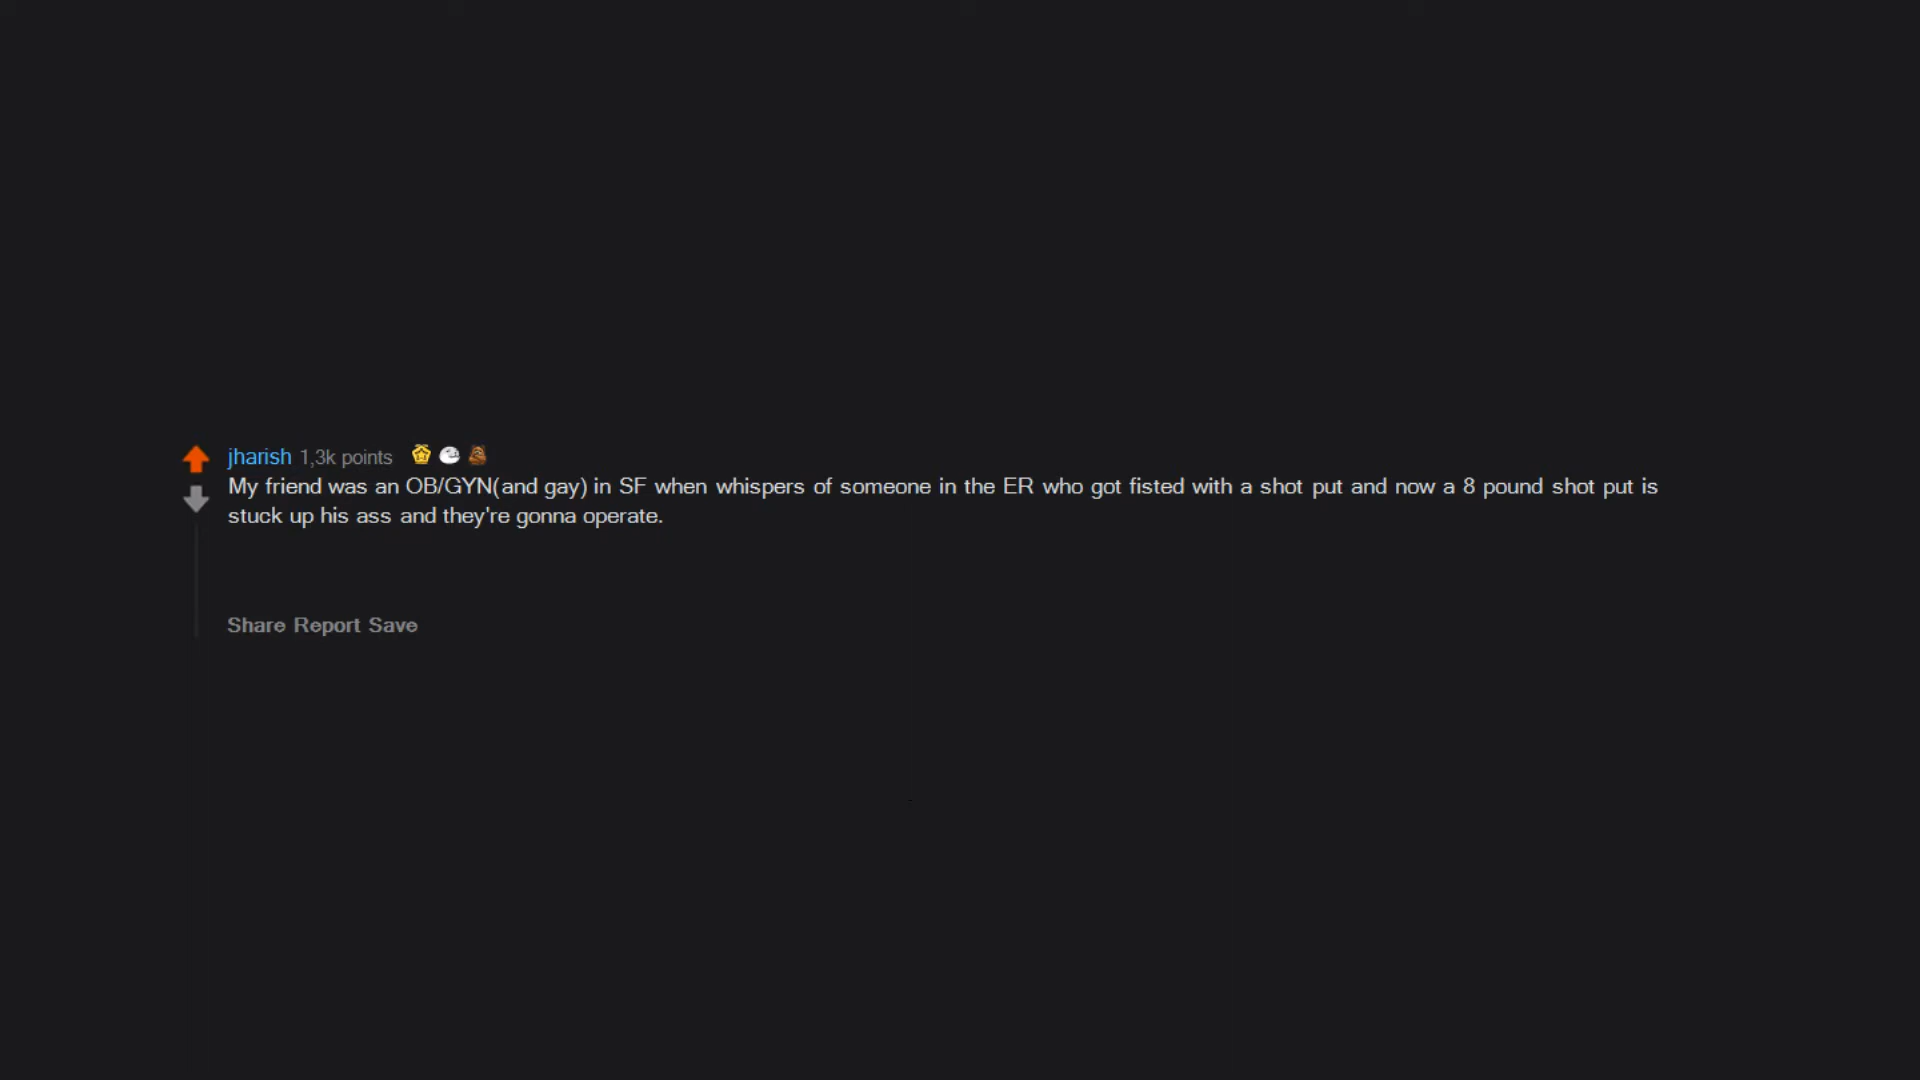 jharish 1,3k points
My friend was an OB/GYN(and gay) in SF when whispers of someone in the ER who got fisted with a shot put and now a 8 pound shot put is
stuck up his ass and they're gonna operate.
Share Report Save